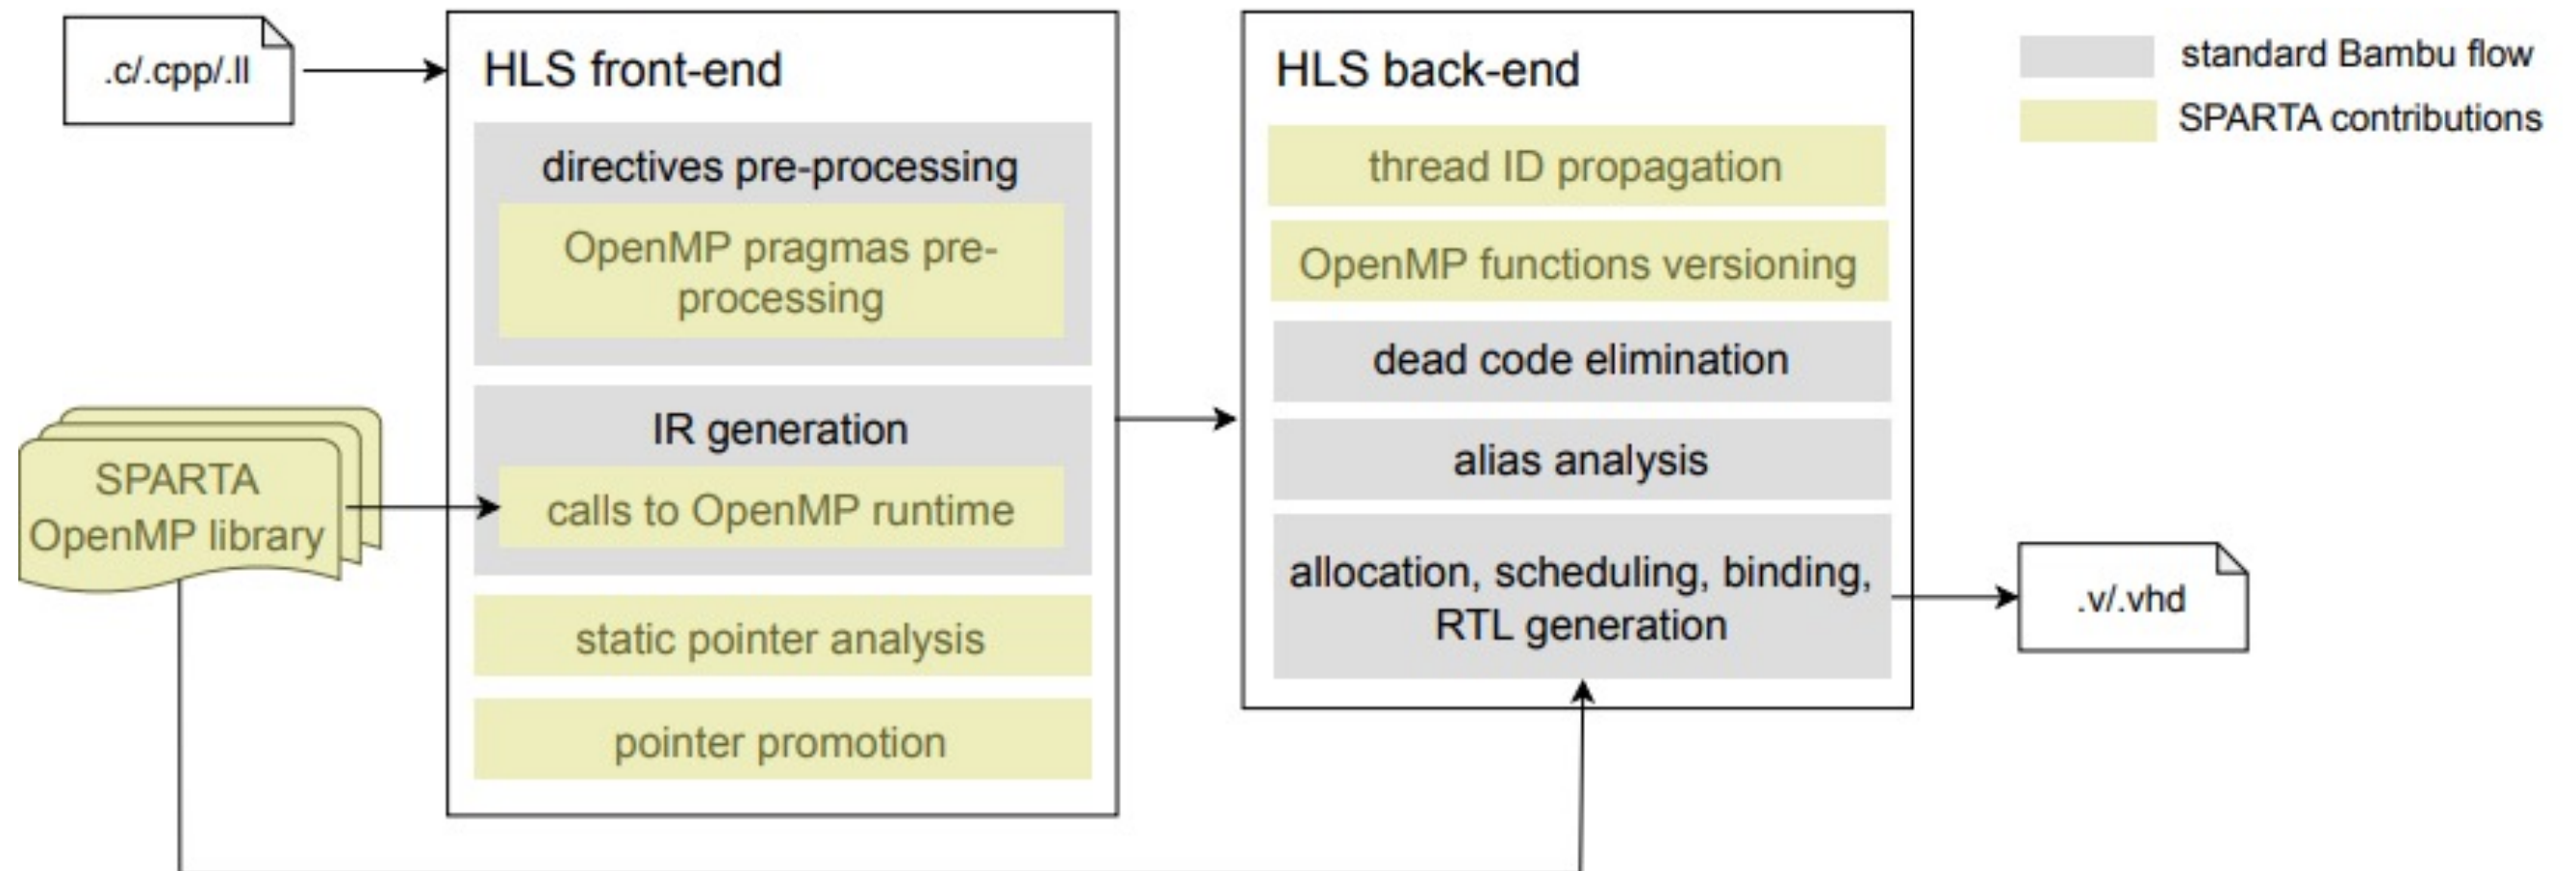 .c/.cpp/.ll
HLS front-end
directives pre-processing
OpenMP pragmas pre-
processing
IR generation
calls to OpenMP runtime
static pointer analysis
pointer promotion
SPARTA
OpenMP library
HLS back-end
thread ID propagation
OpenMP functions versioning
dead code elimination
alias analysis
allocation, scheduling, binding,
RTL generation
.v/.vhd
standard Bambu flow
SPARTA contributions